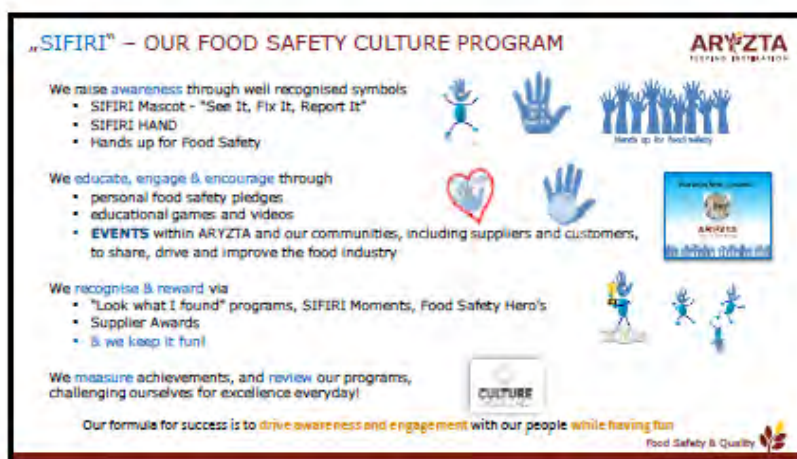 „SIFIRI“ – OUR FOOD SAFETY CULTURE PROGRAM
ARYZTA
We raise awareness through well recognised symbols
• SIFIRI Mascot - "See It, Fix It, Report It"
• SIFIRI HAND
• Hands up for Food Safety
Hands up for food safety
We educate, engage & encourage through
• personal food safety pledges
• educational games and videos
• EVENTS within ARYZTA and our communities, including suppliers and customers,
to share, drive and improve the food industry
ARYZTA
We recognise & reward via
• "Look what I found" programs, SIFIRI Moments, Food Safety Hero's
• Supplier Awards
• & we keep it fun!
We measure achievements, and review our programs,
challenging ourselves for excellence everyday!
CULTURE
Our formula for success is to drive awareness and engagement with our people while having fun
Food Safety & Quality